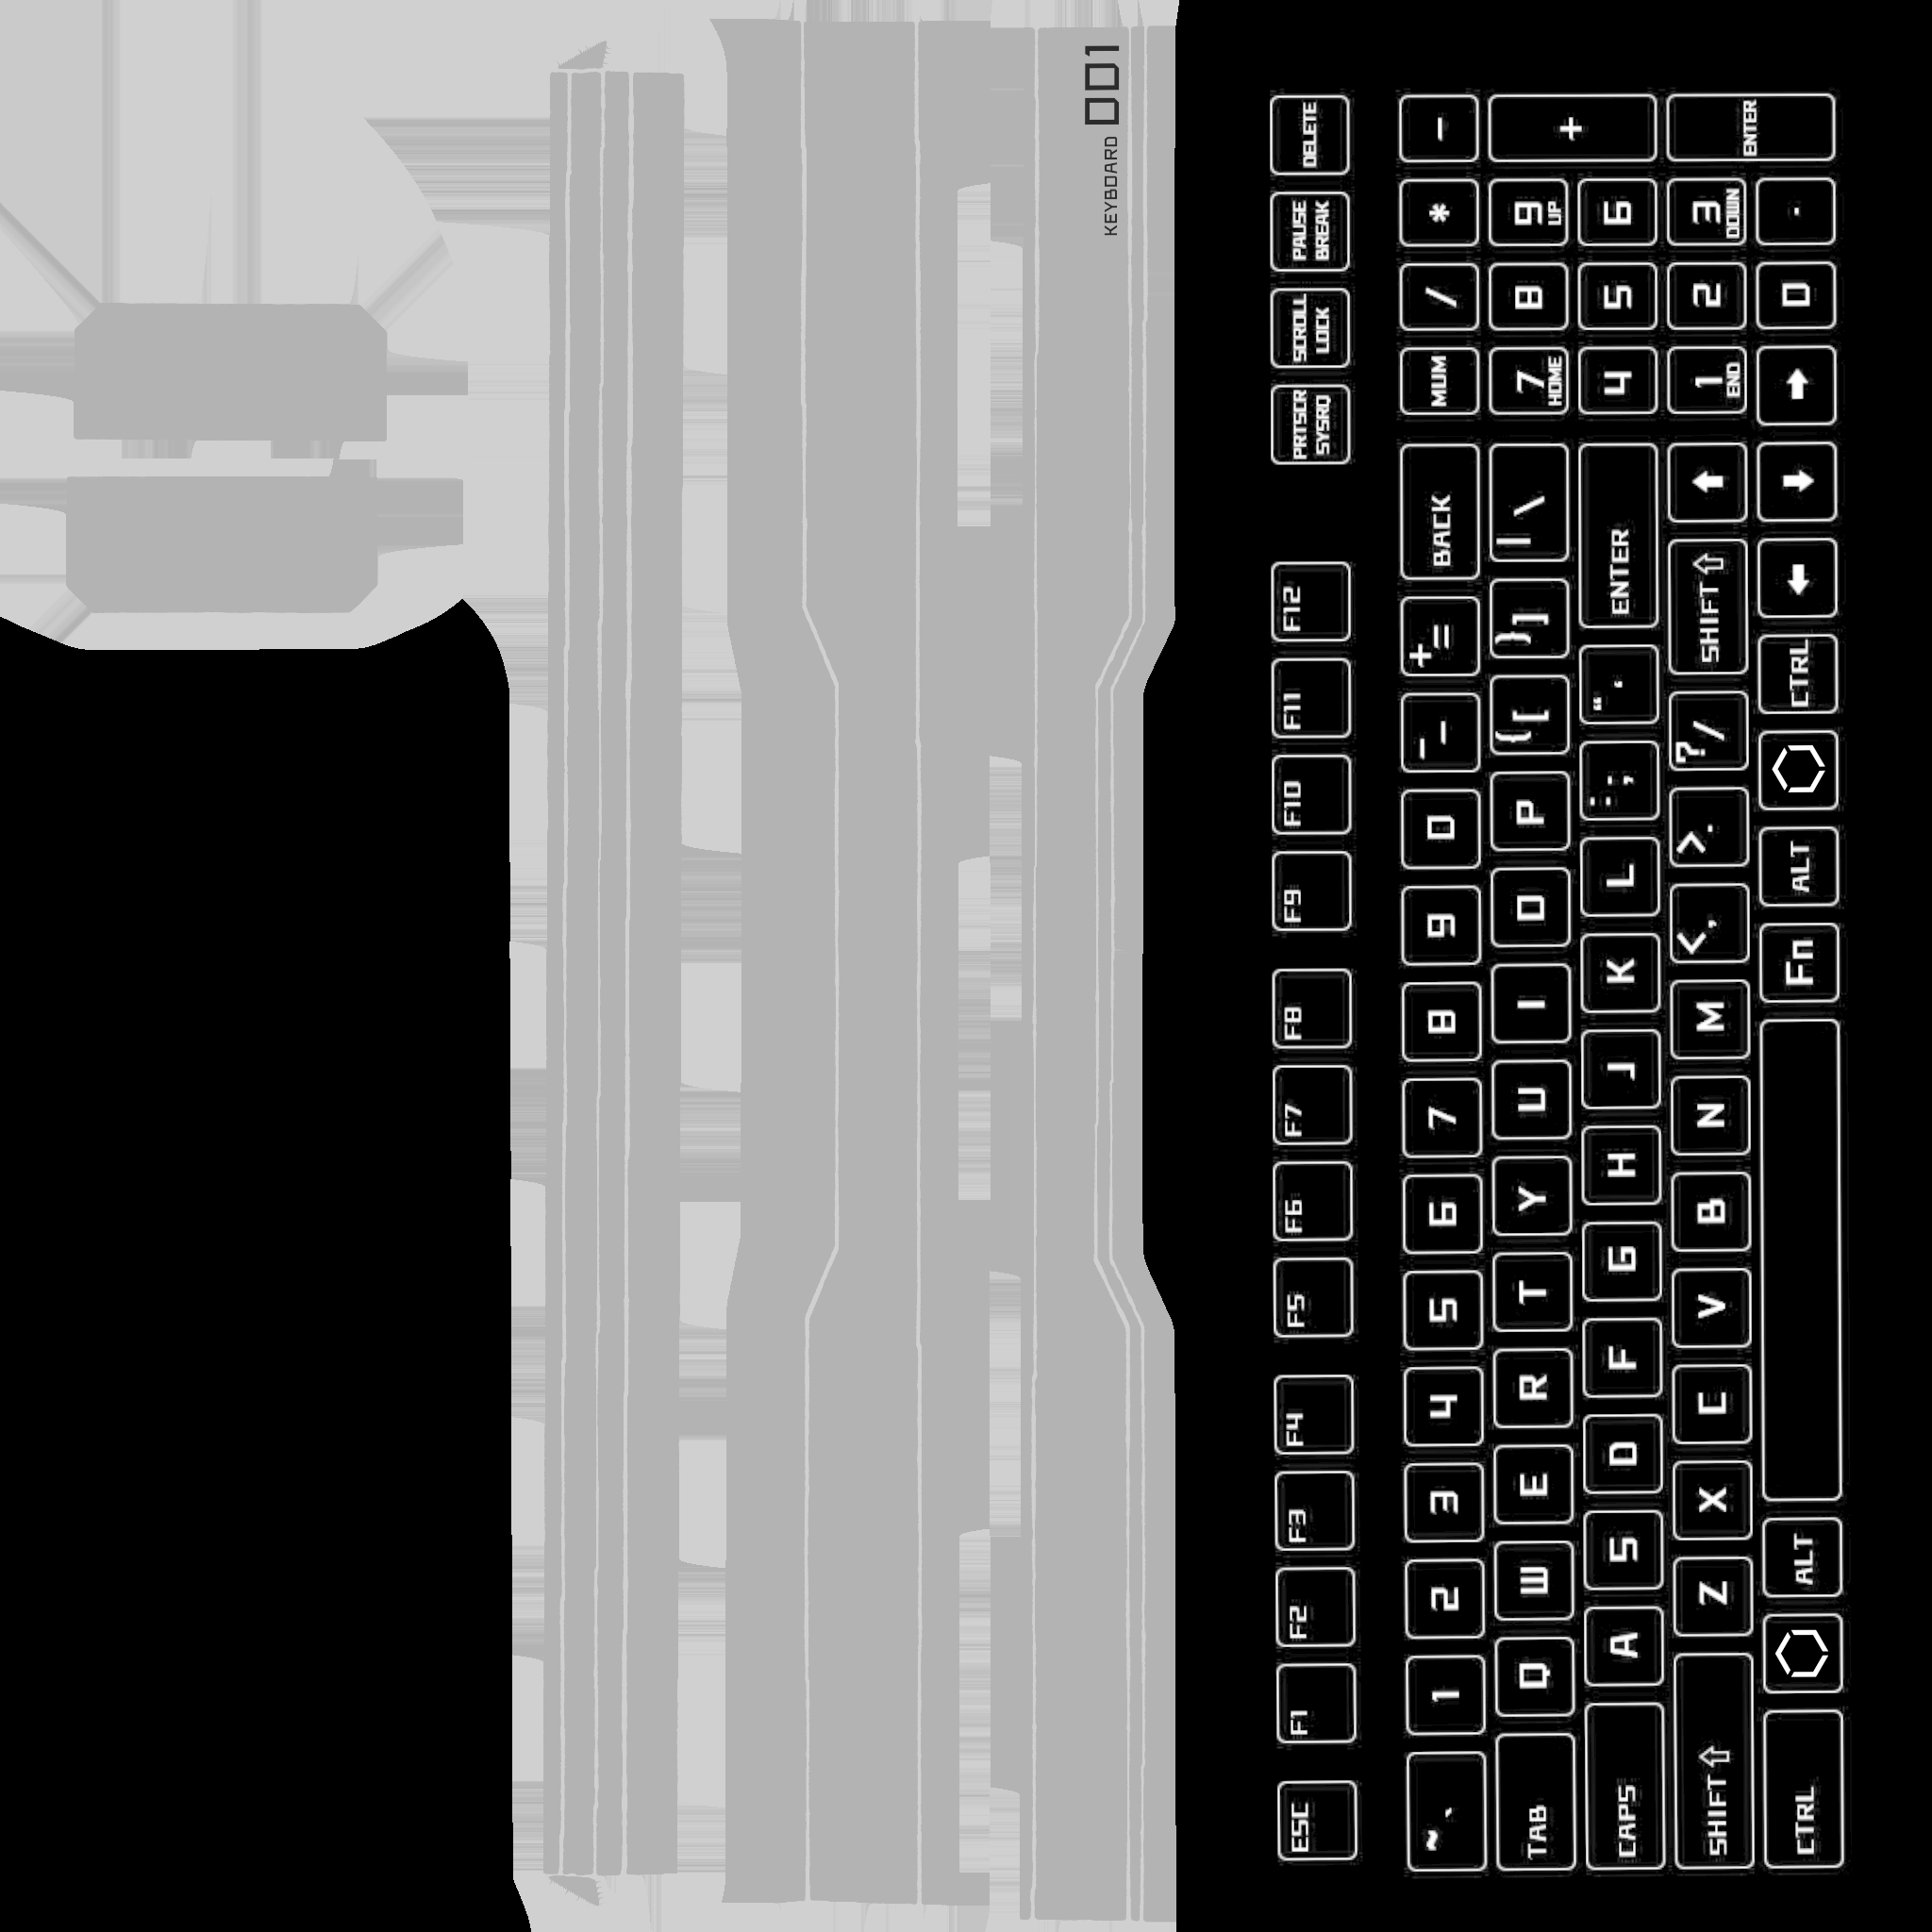 KEYBOARD 001
ESC F1 F2 F3 F4 F5 F6 F7 F8 F9 F10 F11 F12 PRTSCR SYSRQ SCROLL LOCK PAUSE BREAK DELETE
~ ` 1 2 3 4 5 6 7 8 9 0 - _ + = BACK MUM / * -
TAB Q W E R T Y U I O P { [ } ] | \ 7 HOME 8 9 UP +
CAPS A S D F G H J K L : ; " ' ENTER 4 5 6
SHIFT ⇧ Z X C V B N M < , > . ? / SHIFT ⇧ ↑ 1 END 2 3 DOWN ENTER
CTRL ALT ALT Fn ALT CTRL ← ↓ → 0 .